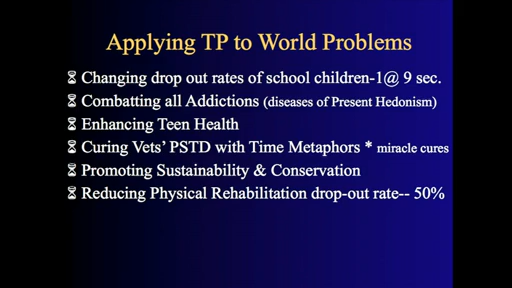 Applying TP to World Problems
Changing drop out rates of school children-1@ 9 sec.
Combatting all Addictions (diseases of Present Hedonism)
Enhancing Teen Health
Curing Vets' PSTD with Time Metaphors * miracle cures
Promoting Sustainability & Conservation
Reducing Physical Rehabilitation drop-out rate-- 50%